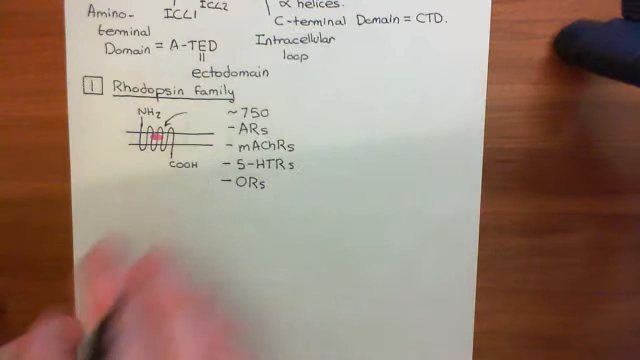 Amino-
terminal
Domain = A-TED
ICL1
ICL2
α helices.
C-terminal Domain = CTD.
Intracellular
loop
ectodomain
1 Rhodopsin family
NH2
COOH
~750
- ARs
- mAChRs
- 5-HTRs
- ORs